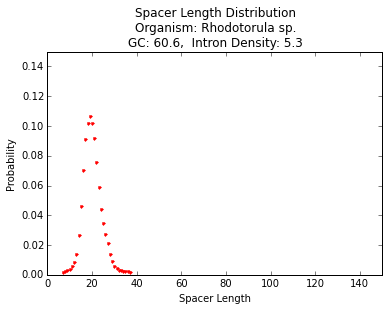 Spacer Length Distribution
Organism: Rhodotorula sp.
GC: 60.6,  Intron Density: 5.3
0.14
0.12
0.10
0.08
0.06
0.04
0.02
0.00
Probability
0 20 40 60 80 100 120 140
Spacer Length